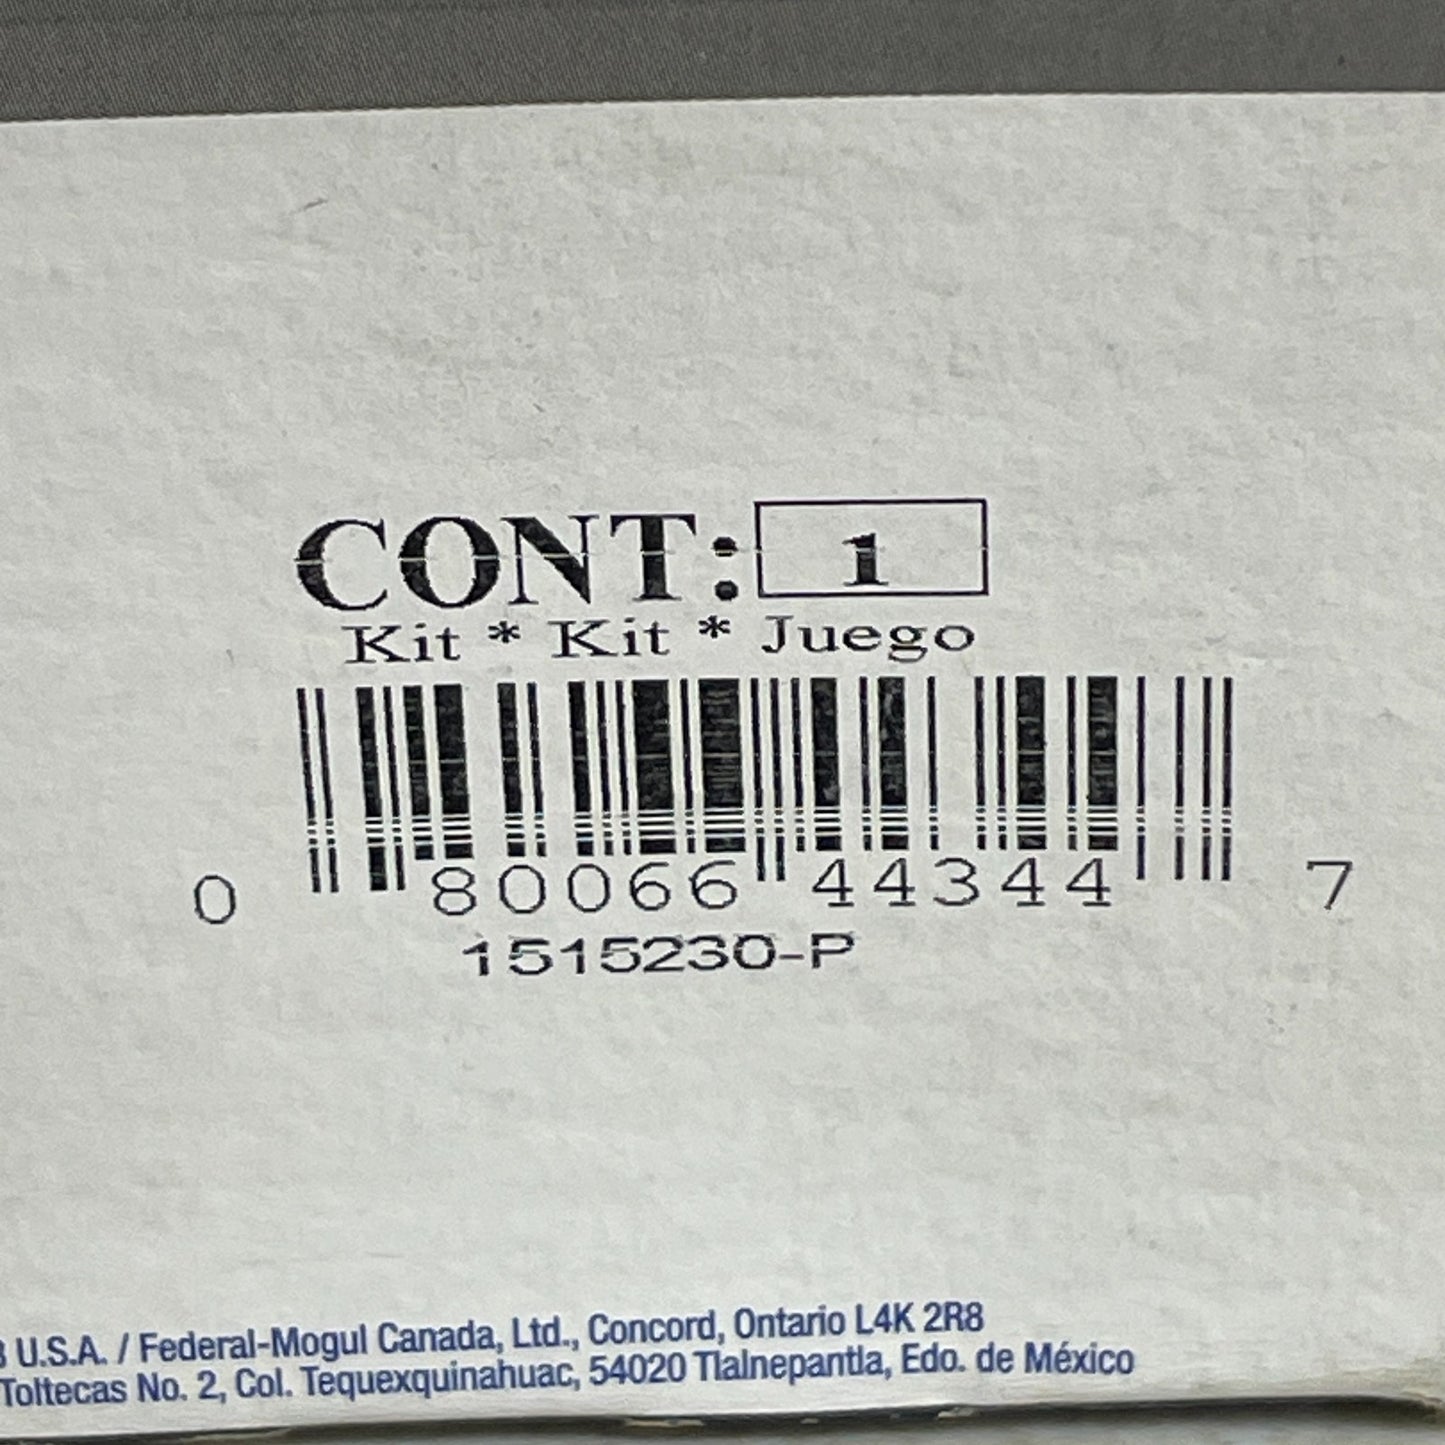 CONT: 1
Kit * Kit * Juego
0 80066 44344 7
1515230-P
U.S.A. / Federal-Mogul Canada, Ltd., Concord, Ontario L4K 2R8
Toltecas No. 2, Col. Tequexquinahuac, 54020 Tlalnepantla, Edo. de México